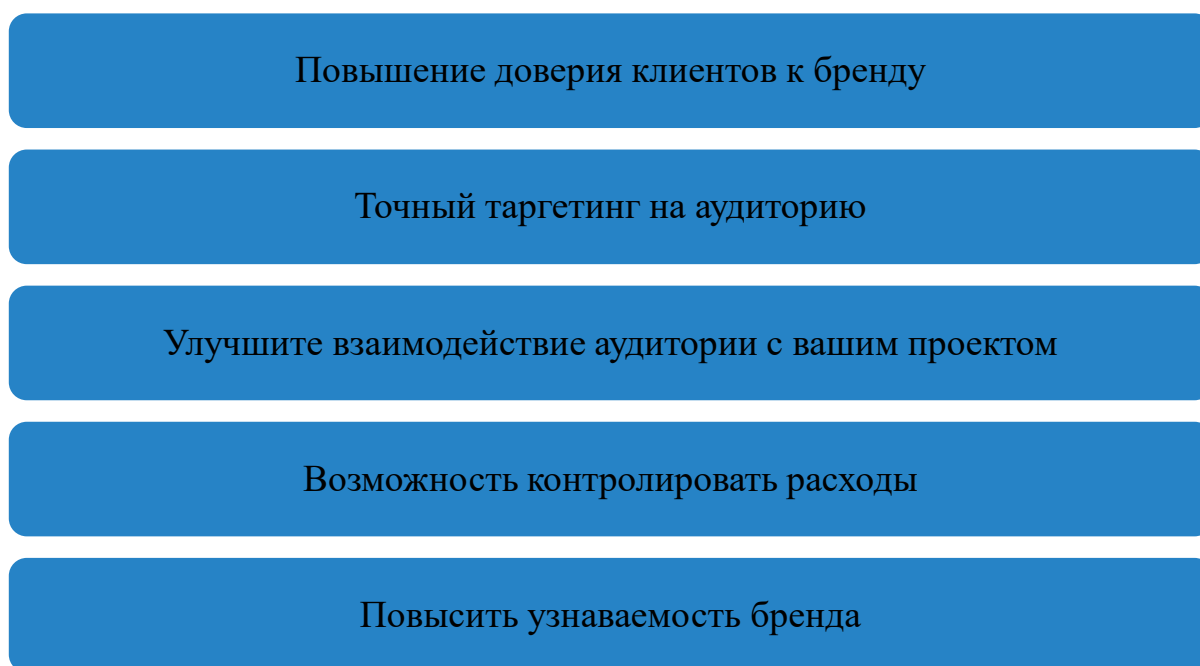 Повышение доверия клиентов к бренду
Точный таргетинг на аудиторию
Улучшите взаимодействие аудитории с вашим проектом
Возможность контролировать расходы
Повысить узнаваемость бренда